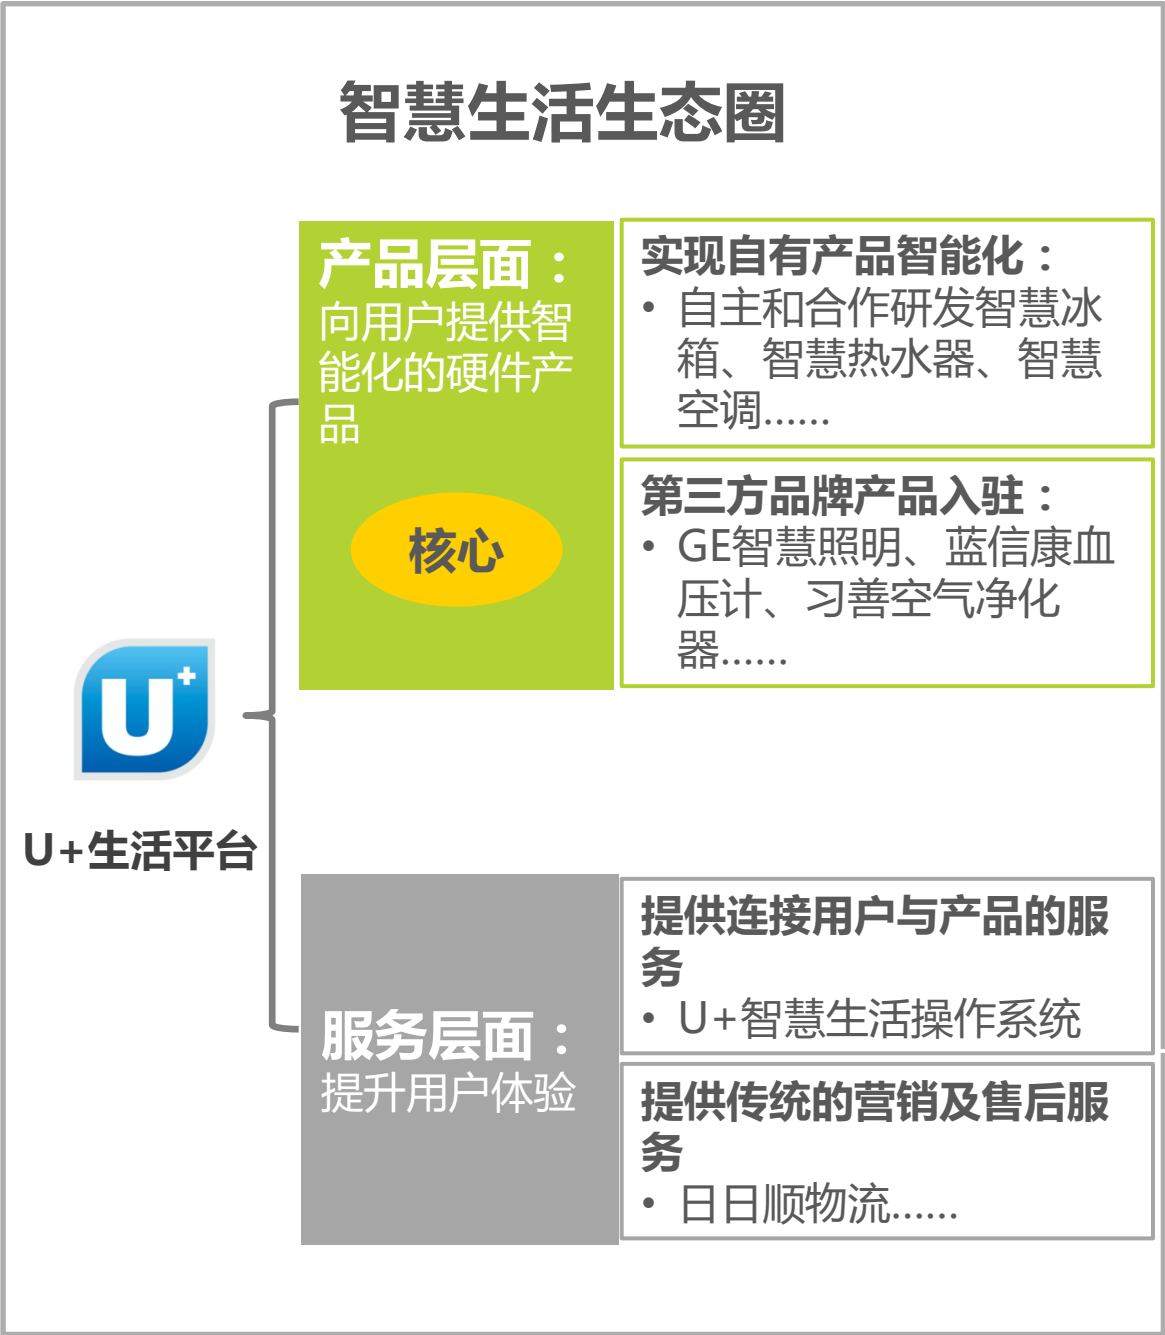 智慧生活生态圈
产品层面：
向用户提供智
能化的硬件产
品
核心
实现自有产品智能化：
• 自主和合作研发智慧冰
箱、智慧热水器、智慧
空调……
第三方品牌产品入驻：
• GE智慧照明、蓝信康血
压计、习善空气净化
器……
U+
U+生活平台
服务层面：
提升用户体验
提供连接用户与产品的服
务
• U+智慧生活操作系统
提供传统的营销及售后服
务
• 日日顺物流……